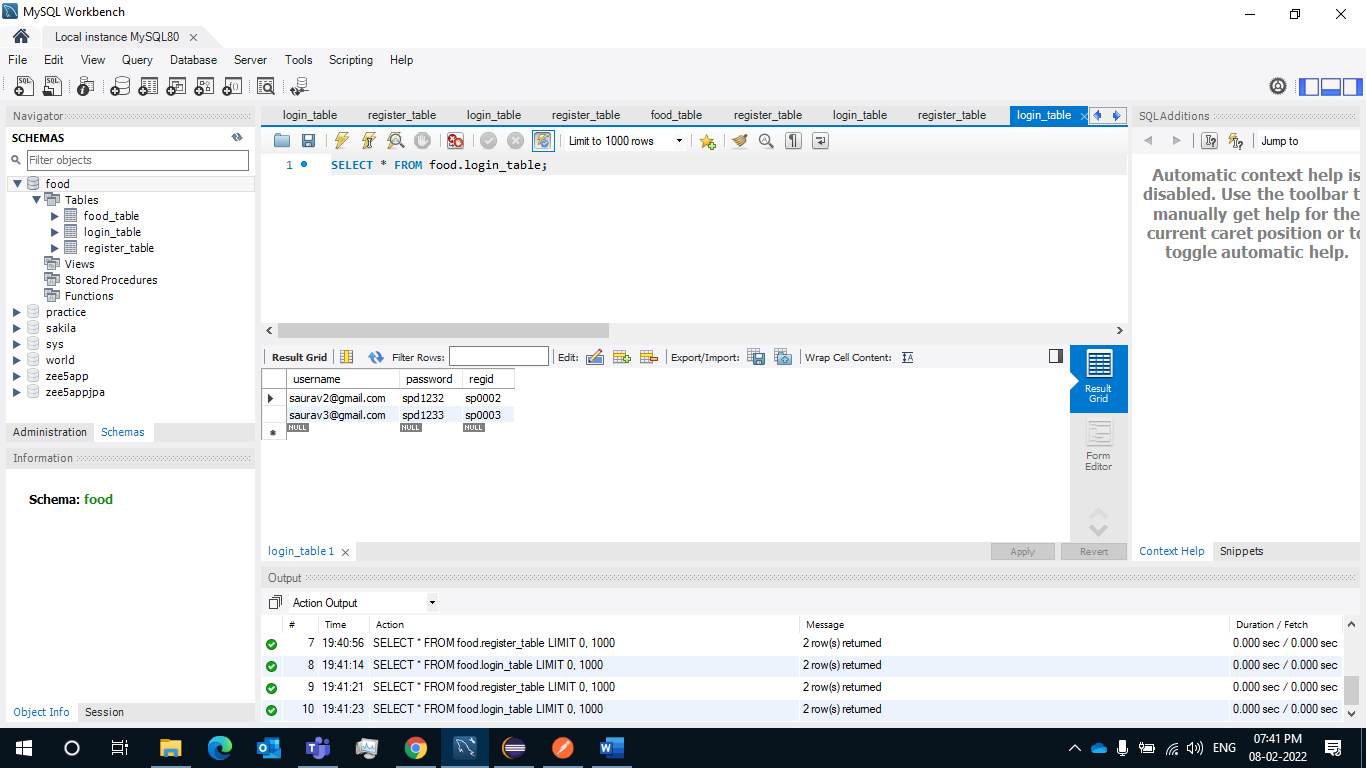 MySQL Workbench
Local instance MySQL80
File Edit View Query Database Server Tools Scripting Help
Navigator
SCHEMAS
Filter objects
food
Tables
food_table
login_table
register_table
Views
Stored Procedures
Functions
practice
sakila
sys
world
zee5app
zee5appjpa
Administration Schemas
Information
Schema: food
Object Info Session
login_table register_table login_table register_table food_table register_table login_table register_table login_table
Limit to 1000 rows
1 SELECT * FROM food.login_table;
Result Grid Filter Rows: Edit: Export/Import: Wrap Cell Content:
username password regid
saurav2@gmail.com spd1232 sp0002
saurav3@gmail.com spd1233 sp0003
NULL NULL NULL
Result
Grid
Form
Editor
login_table 1
Apply Revert
SQLAdditions
Jump to
Automatic context help is
disabled. Use the toolbar t
manually get help for the
current caret position or to
toggle automatic help.
Context Help Snippets
Output
Action Output
# Time Action Message Duration / Fetch
7 19:40:56 SELECT * FROM food.register_table LIMIT 0, 1000 2 row(s) returned 0.000 sec / 0.000 sec
8 19:41:14 SELECT * FROM food.login_table LIMIT 0, 1000 2 row(s) returned 0.000 sec / 0.000 sec
9 19:41:21 SELECT * FROM food.register_table LIMIT 0, 1000 2 row(s) returned 0.000 sec / 0.000 sec
10 19:41:23 SELECT * FROM food.login_table LIMIT 0, 1000 2 row(s) returned 0.000 sec / 0.000 sec
ENG
07:41 PM
08-02-2022